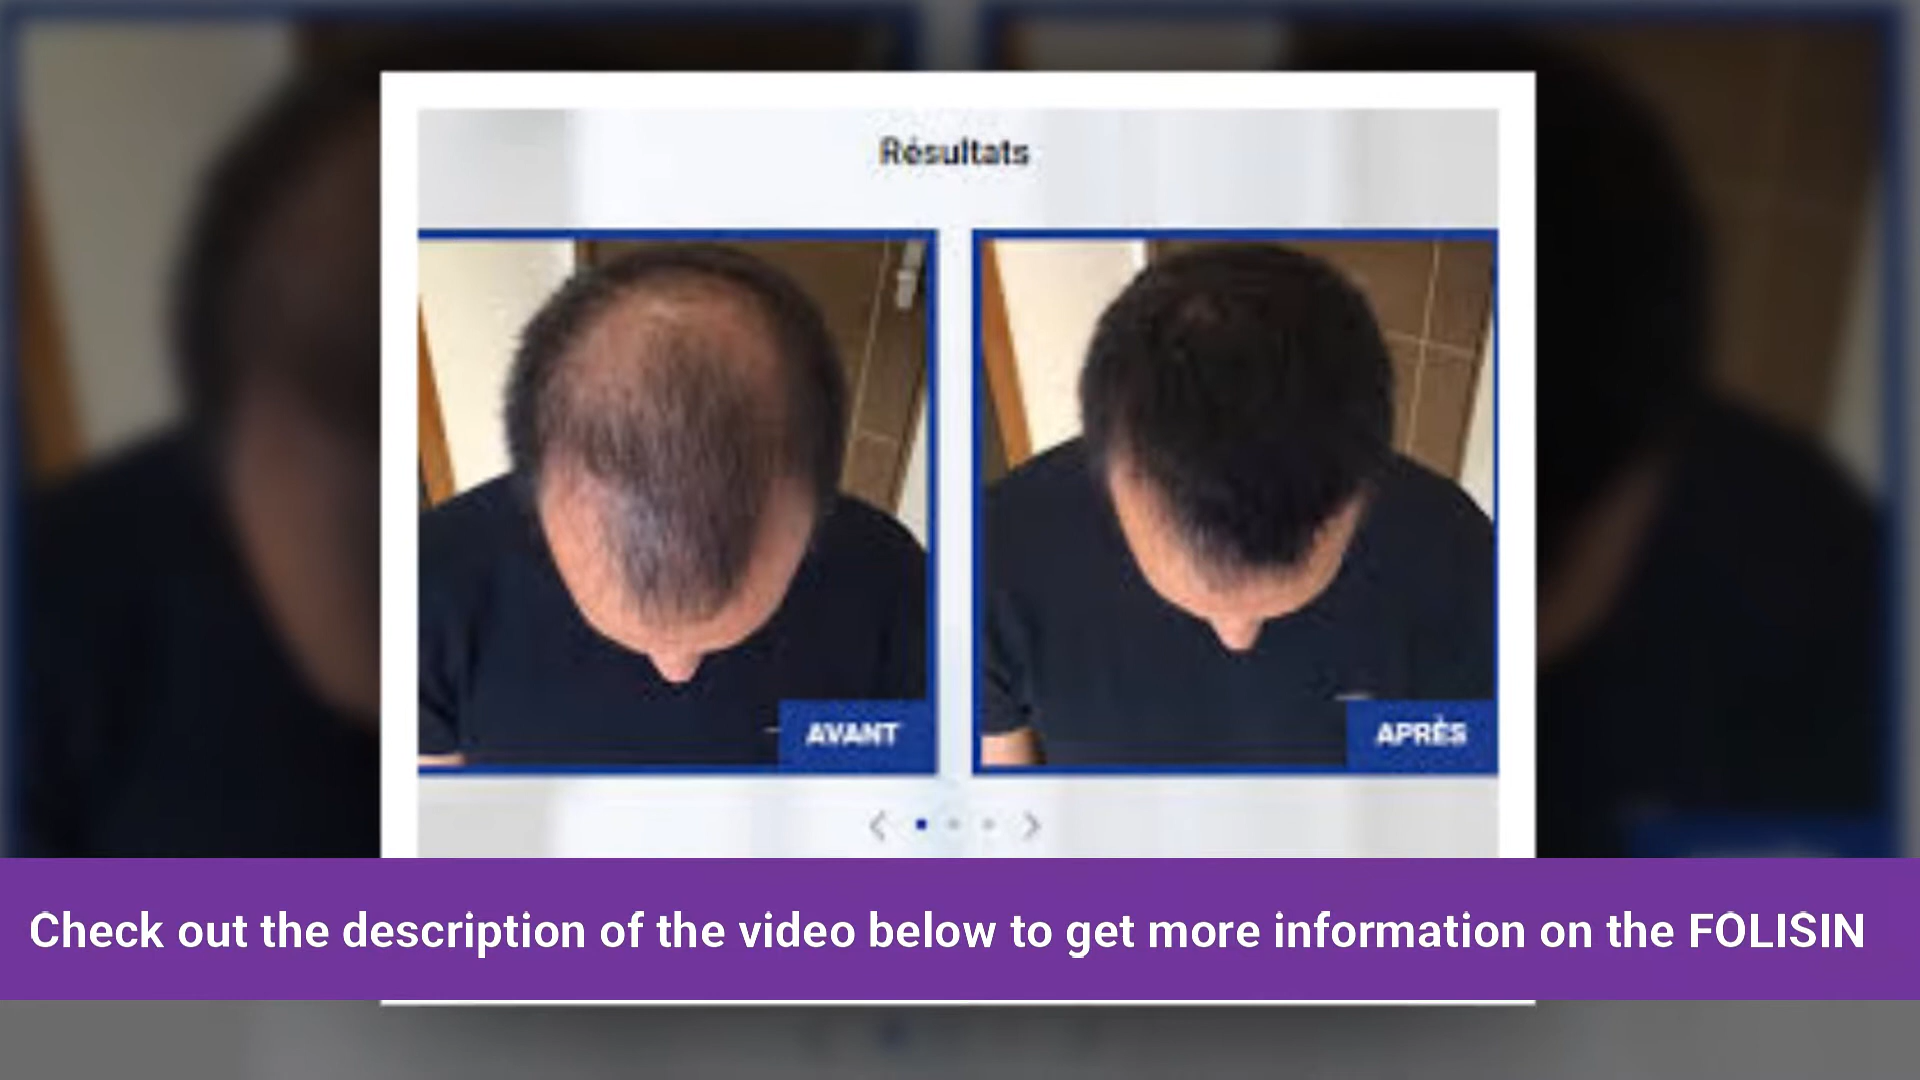 Résultats
AVANT
APRÈS
Check out the description of the video below to get more information on the FOLISIN